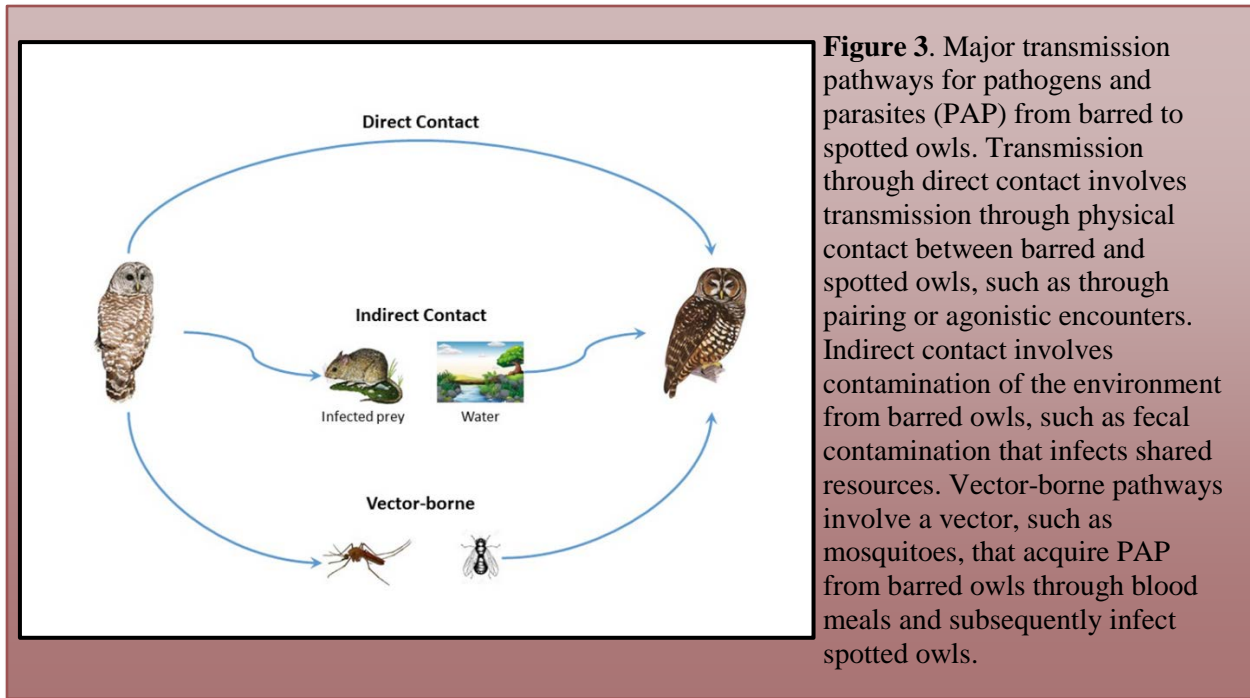 Direct Contact
Indirect Contact
Infected prey
Water
Vector-borne
Figure 3. Major transmission
pathways for pathogens and
parasites (PAP) from barred to
spotted owls. Transmission
through direct contact involves
transmission through physical
contact between barred and
spotted owls, such as through
pairing or agonistic encounters.
Indirect contact involves
contamination of the environment
from barred owls, such as fecal
contamination that infects shared
resources. Vector-borne pathways
involve a vector, such as
mosquitoes, that acquire PAP
from barred owls through blood
meals and subsequently infect
spotted owls.